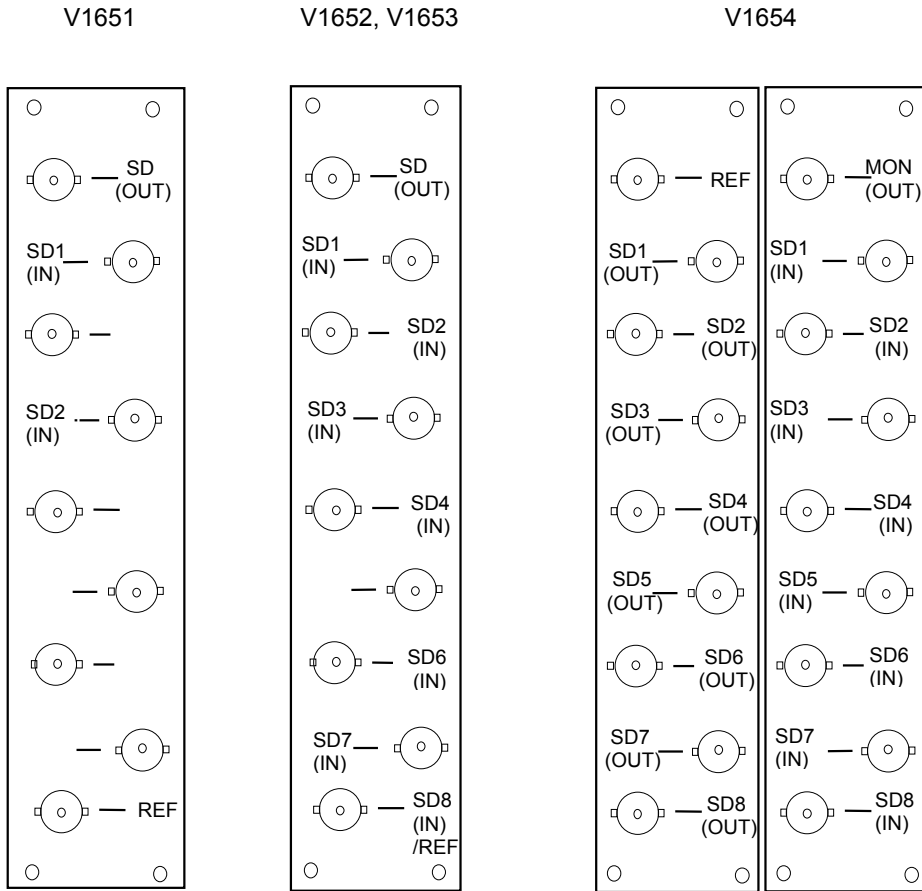 V1651
SD
(OUT)
SD1
(IN)
SD2
(IN)
REF
V1652, V1653
SD
(OUT)
SD1
(IN)
SD2
(IN)
SD3
(IN)
SD4
(IN)
SD6
(IN)
SD7
(IN)
SD8
(IN)
/REF
V1654
REF
SD1
(OUT)
SD2
(OUT)
SD3
(OUT)
SD4
(OUT)
SD5
(OUT)
SD6
(OUT)
SD7
(OUT)
SD8
(OUT)
MON
(OUT)
SD1
(IN)
SD2
(IN)
SD3
(IN)
SD4
(IN)
SD5
(IN)
SD6
(IN)
SD7
(IN)
SD8
(IN)